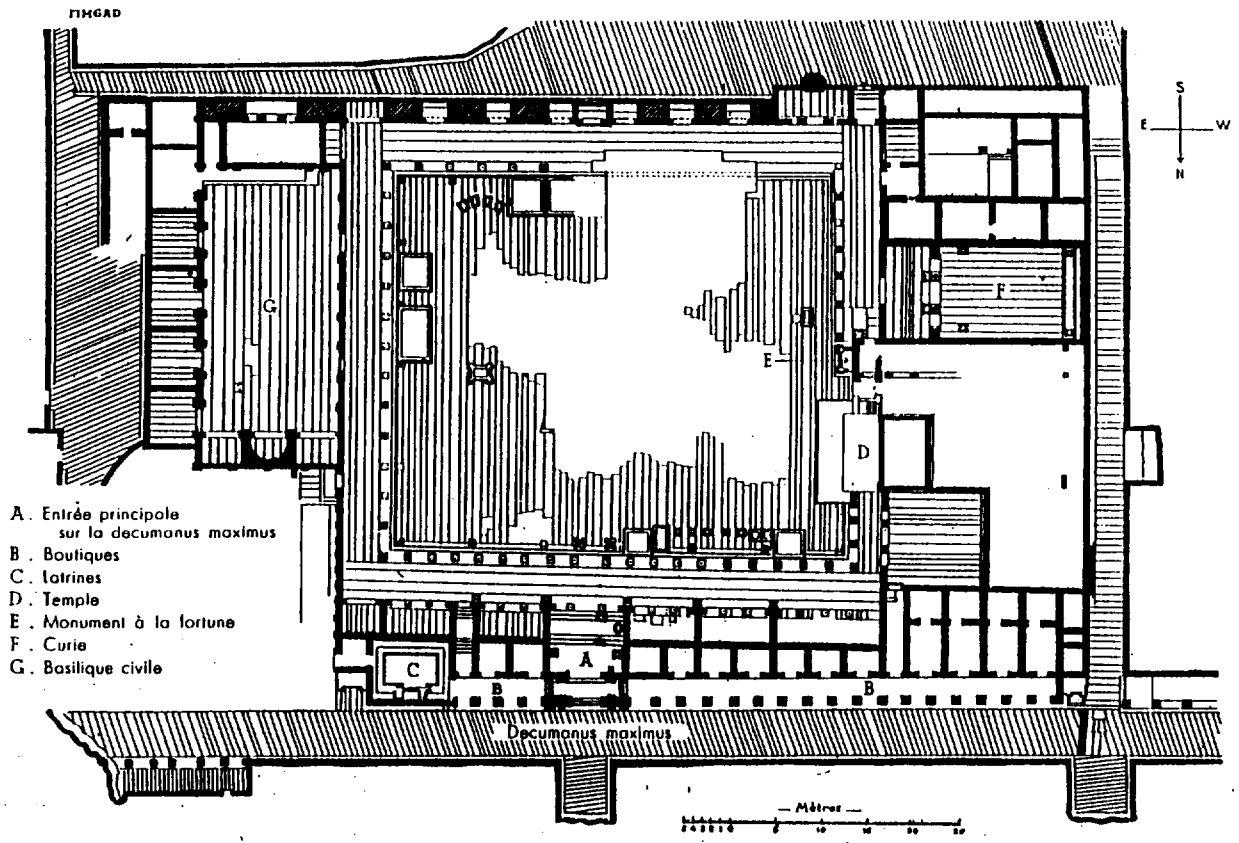 TIMGAD
S
E W
N
G
F
E
D
A. Entrée principale
sur la decumanus maximus
B. Boutiques
C. latrines
D. Temple
E. Monument à la fortune
F. Curie
G. Basilique civile
C
A
B
B
Decumanus maximus
— Mètres —